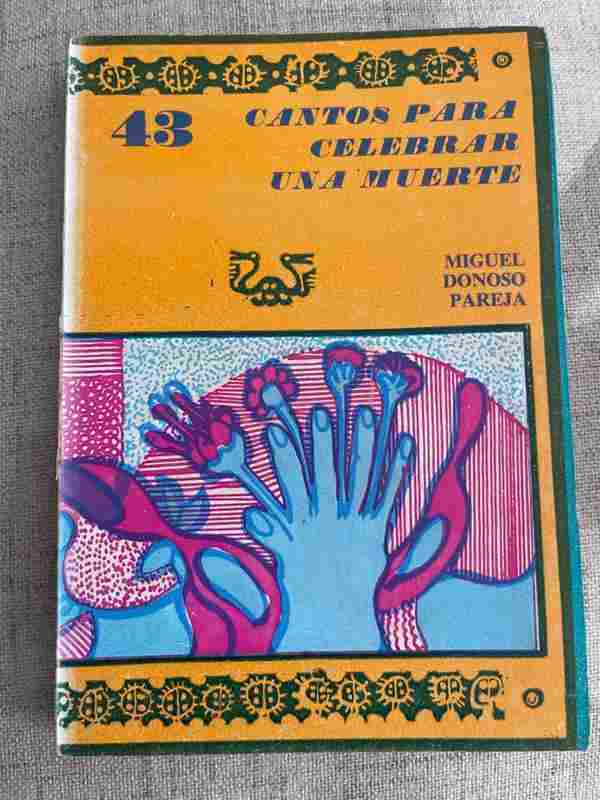 43
CANTOS PARA
CELEBRAR
UNA MUERTE
MIGUEL
DONOSO
PAREJA